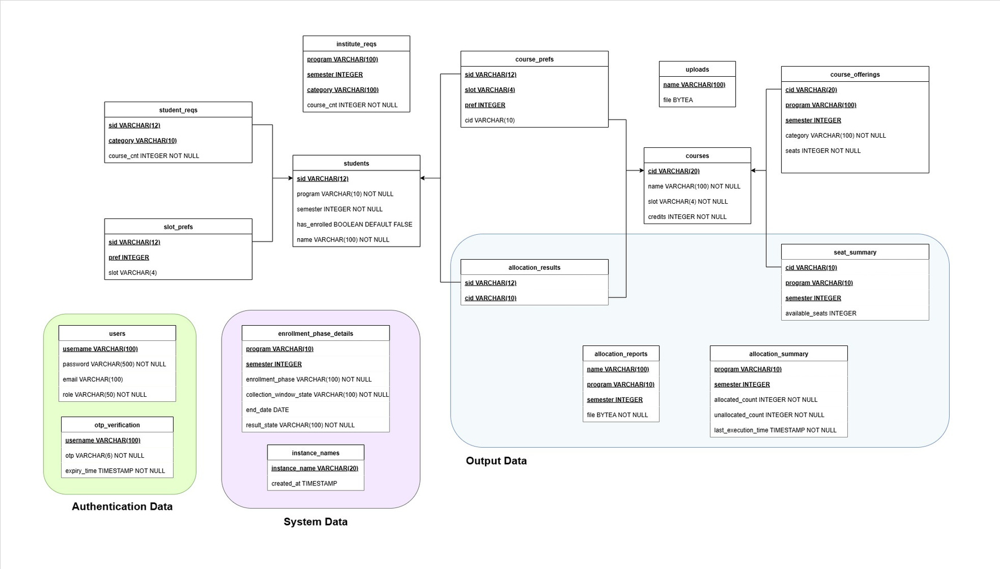 institute_reqs
program VARCHAR(100)
semester INTEGER
category VARCHAR(100)
course_cnt INTEGER NOT NULL
course_prefs
sid VARCHAR(12)
slot VARCHAR(4)
pref INTEGER
cid VARCHAR(10)
uploads
name VARCHAR(100)
file BYTEA
course_offerings
cid VARCHAR(20)
program VARCHAR(100)
semester INTEGER
category VARCHAR(100) NOT NULL
seats INTEGER NOT NULL
student_reqs
sid VARCHAR(12)
category VARCHAR(10)
course_cnt INTEGER NOT NULL
students
sid VARCHAR(12)
program VARCHAR(10) NOT NULL
semester INTEGER NOT NULL
has_enrolled BOOLEAN DEFAULT FALSE
name VARCHAR(100) NOT NULL
courses
cid VARCHAR(20)
name VARCHAR(100) NOT NULL
slot VARCHAR(4) NOT NULL
credits INTEGER NOT NULL
slot_prefs
sid VARCHAR(12)
pref INTEGER
slot VARCHAR(4)
allocation_results
sid VARCHAR(12)
cid VARCHAR(10)
seat_summary
cid VARCHAR(10)
program VARCHAR(10)
semester INTEGER
available_seats INTEGER
users
username VARCHAR(100)
password VARCHAR(500) NOT NULL
email VARCHAR(100)
role VARCHAR(50) NOT NULL
otp_verification
username VARCHAR(100)
otp VARCHAR(6) NOT NULL
expiry_time TIMESTAMP NOT NULL
Authentication Data
enrollment_phase_details
program VARCHAR(10)
semester INTEGER
enrollment_phase VARCHAR(100) NOT NULL
collection_window_state VARCHAR(100) NOT NULL
end_date DATE
result_state VARCHAR(100) NOT NULL
instance_names
instance_name VARCHAR(20)
created_at TIMESTAMP
System Data
allocation_reports
name VARCHAR(100)
program VARCHAR(10)
semester INTEGER
file BYTEA NOT NULL
allocation_summary
program VARCHAR(10)
semester INTEGER
allocated_count INTEGER NOT NULL
unallocated_count INTEGER NOT NULL
last_execution_time TIMESTAMP NOT NULL
Output Data